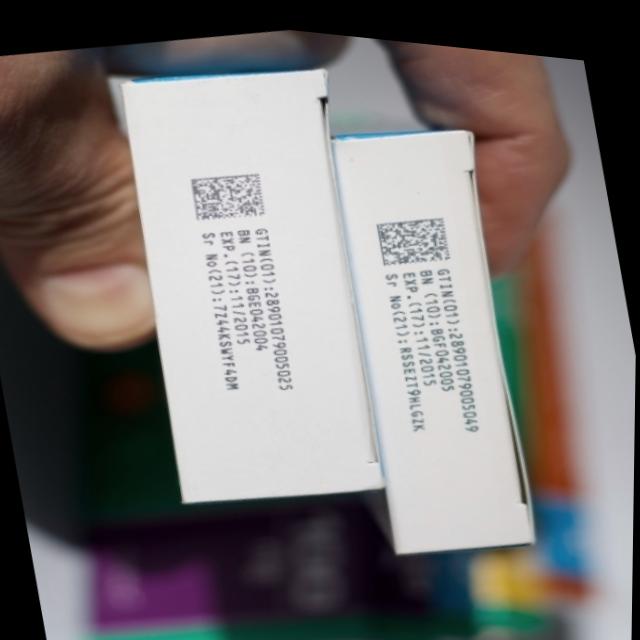 GTIN(01):28901079005025
BN (10):BGF042004
EXP.(17):11/2015
Sr No(21):7Z44KSWYF4DM
GTIN(01):28901079005049
BN (10):BGF042005
EXP.(17):11/2015
Sr No(21):RSSEZT9HLGZK